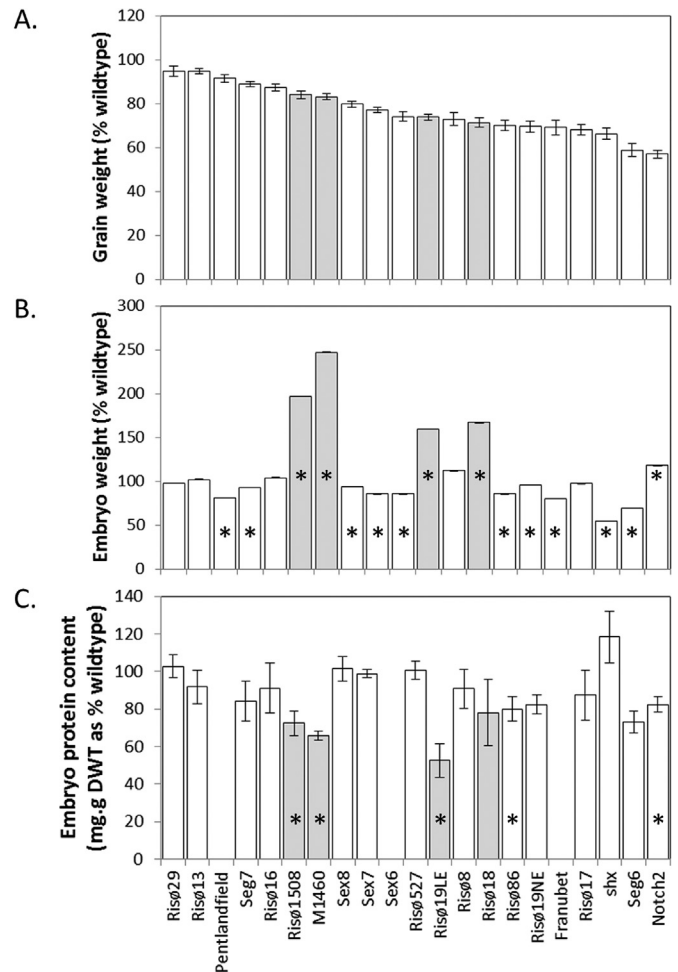 A.
Grain weight (% wildtype)
120
100
80
60
40
20
0
B.
Embryo weight (% wildtype)
300
250
200
150
100
50
0
* * * * * * * * * * * * * * *
C.
Embryo protein content
(mg.g DWT as % wildtype)
140
120
100
80
60
40
20
0
* * * * *
Risø29
Risø13
Pentlandfield
Seg7
Risø16
Risø1508
M1460
Sex8
Sex7
Sex6
Risø527
Risø19LE
Risø8
Risø18
Risø86
Risø19NE
Franubet
Risø17
shx
Seg6
Notch2